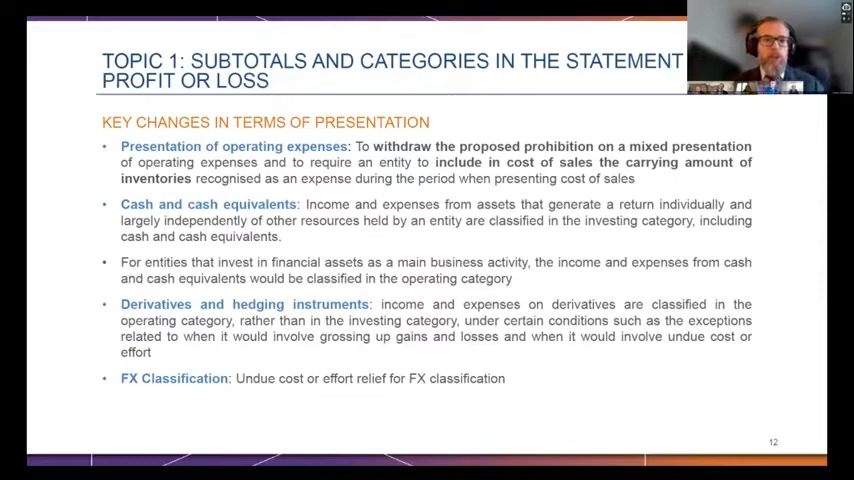 TOPIC 1: SUBTOTALS AND CATEGORIES IN THE STATEMENT
PROFIT OR LOSS
KEY CHANGES IN TERMS OF PRESENTATION
• Presentation of operating expenses: To withdraw the proposed prohibition on a mixed presentation
of operating expenses and to require an entity to include in cost of sales the carrying amount of
inventories recognised as an expense during the period when presenting cost of sales
• Cash and cash equivalents: Income and expenses from assets that generate a return individually and
largely independently of other resources held by an entity are classified in the investing category, including
cash and cash equivalents.
• For entities that invest in financial assets as a main business activity, the income and expenses from cash
and cash equivalents would be classified in the operating category
• Derivatives and hedging instruments: income and expenses on derivatives are classified in the
operating category, rather than in the investing category, under certain conditions such as the exceptions
related to when it would involve grossing up gains and losses and when it would involve undue cost or
effort
• FX Classification: Undue cost or effort relief for FX classification
12